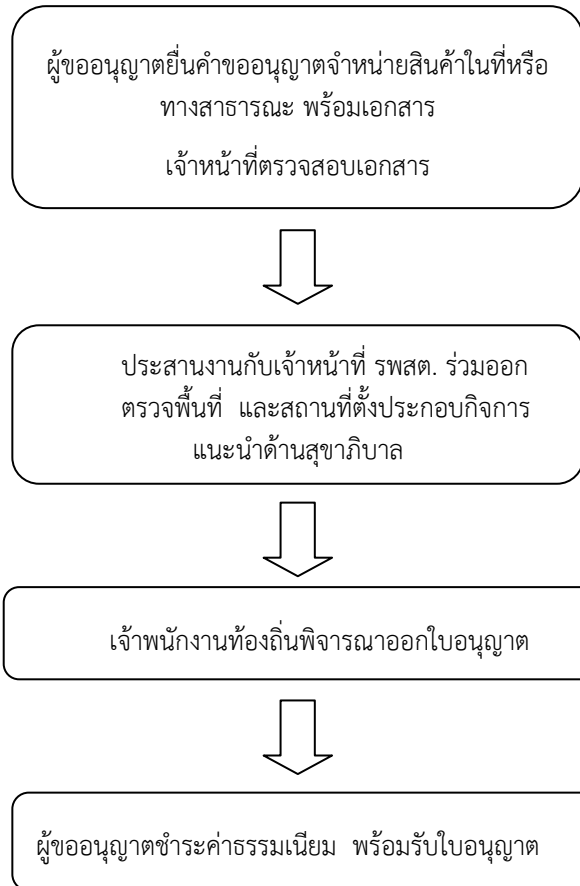 ผู้ขออนุญาตยื่นคำขออนุญาตจำหน่ายสินค้าในที่หรือ
ทางสาธารณะ พร้อมเอกสาร
เจ้าหน้าที่ตรวจสอบเอกสาร
ประสานงานกับเจ้าหน้าที่ รพสต. ร่วมออก
ตรวจพื้นที่ และสถานที่ตั้งประกอบกิจการ
แนะนำด้านสุขาภิบาล
เจ้าพนักงานท้องถิ่นพิจารณาออกใบอนุญาต
ผู้ขออนุญาตชำระค่าธรรมเนียม พร้อมรับใบอนุญาต